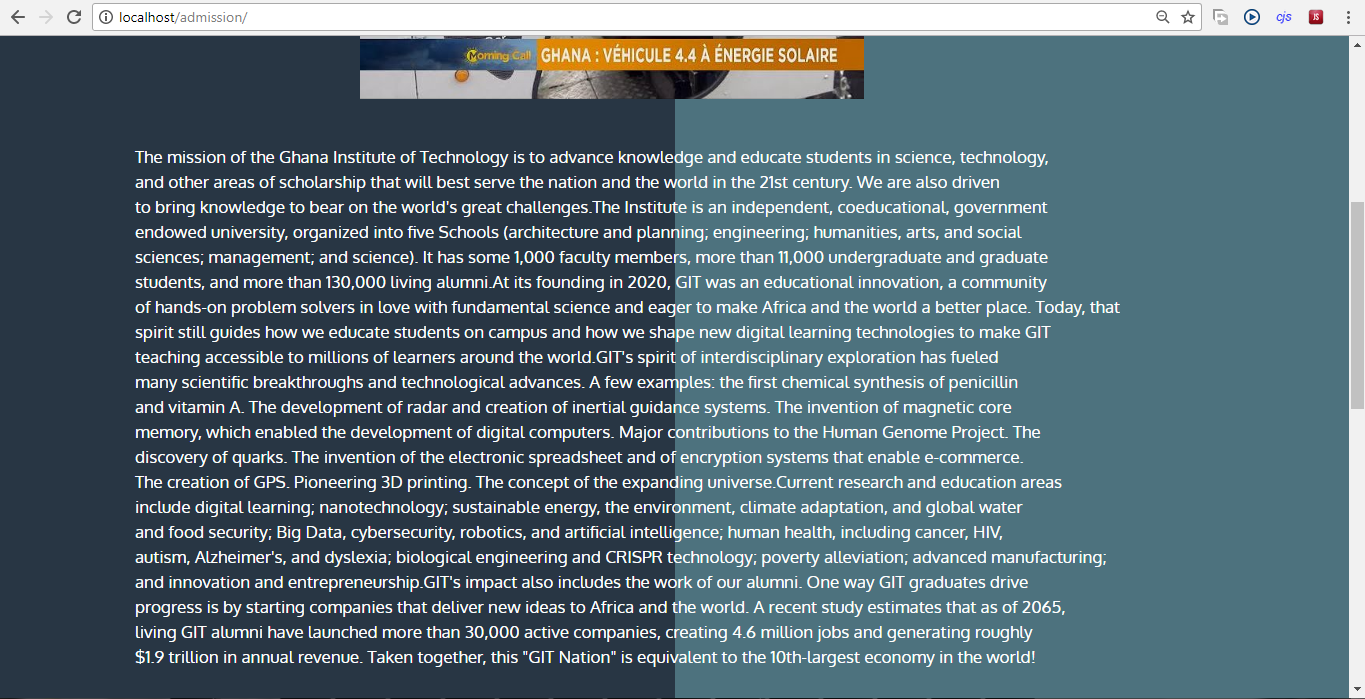 localhost/admission/
cjs
JS
Morning Call GHANA : VÉHICULE 4.4 À ÉNERGIE SOLAIRE
The mission of the Ghana Institute of Technology is to advance knowledge and educate students in science, technology,
and other areas of scholarship that will best serve the nation and the world in the 21st century. We are also driven
to bring knowledge to bear on the world's great challenges.The Institute is an independent, coeducational, government
endowed university, organized into five Schools (architecture and planning; engineering; humanities, arts, and social
sciences; management; and science). It has some 1,000 faculty members, more than 11,000 undergraduate and graduate
students, and more than 130,000 living alumni.At its founding in 2020, GIT was an educational innovation, a community
of hands-on problem solvers in love with fundamental science and eager to make Africa and the world a better place. Today, that
spirit still guides how we educate students on campus and how we shape new digital learning technologies to make GIT
teaching accessible to millions of learners around the world.GIT's spirit of interdisciplinary exploration has fueled
many scientific breakthroughs and technological advances. A few examples: the first chemical synthesis of penicillin
and vitamin A. The development of radar and creation of inertial guidance systems. The invention of magnetic core
memory, which enabled the development of digital computers. Major contributions to the Human Genome Project. The
discovery of quarks. The invention of the electronic spreadsheet and of encryption systems that enable e-commerce.
The creation of GPS. Pioneering 3D printing. The concept of the expanding universe.Current research and education areas
include digital learning; nanotechnology; sustainable energy, the environment, climate adaptation, and global water
and food security; Big Data, cybersecurity, robotics, and artificial intelligence; human health, including cancer, HIV,
autism, Alzheimer's, and dyslexia; biological engineering and CRISPR technology; poverty alleviation; advanced manufacturing;
and innovation and entrepreneurship.GIT's impact also includes the work of our alumni. One way GIT graduates drive
progress is by starting companies that deliver new ideas to Africa and the world. A recent study estimates that as of 2065,
living GIT alumni have launched more than 30,000 active companies, creating 4.6 million jobs and generating roughly
$1.9 trillion in annual revenue. Taken together, this "GIT Nation" is equivalent to the 10th-largest economy in the world!